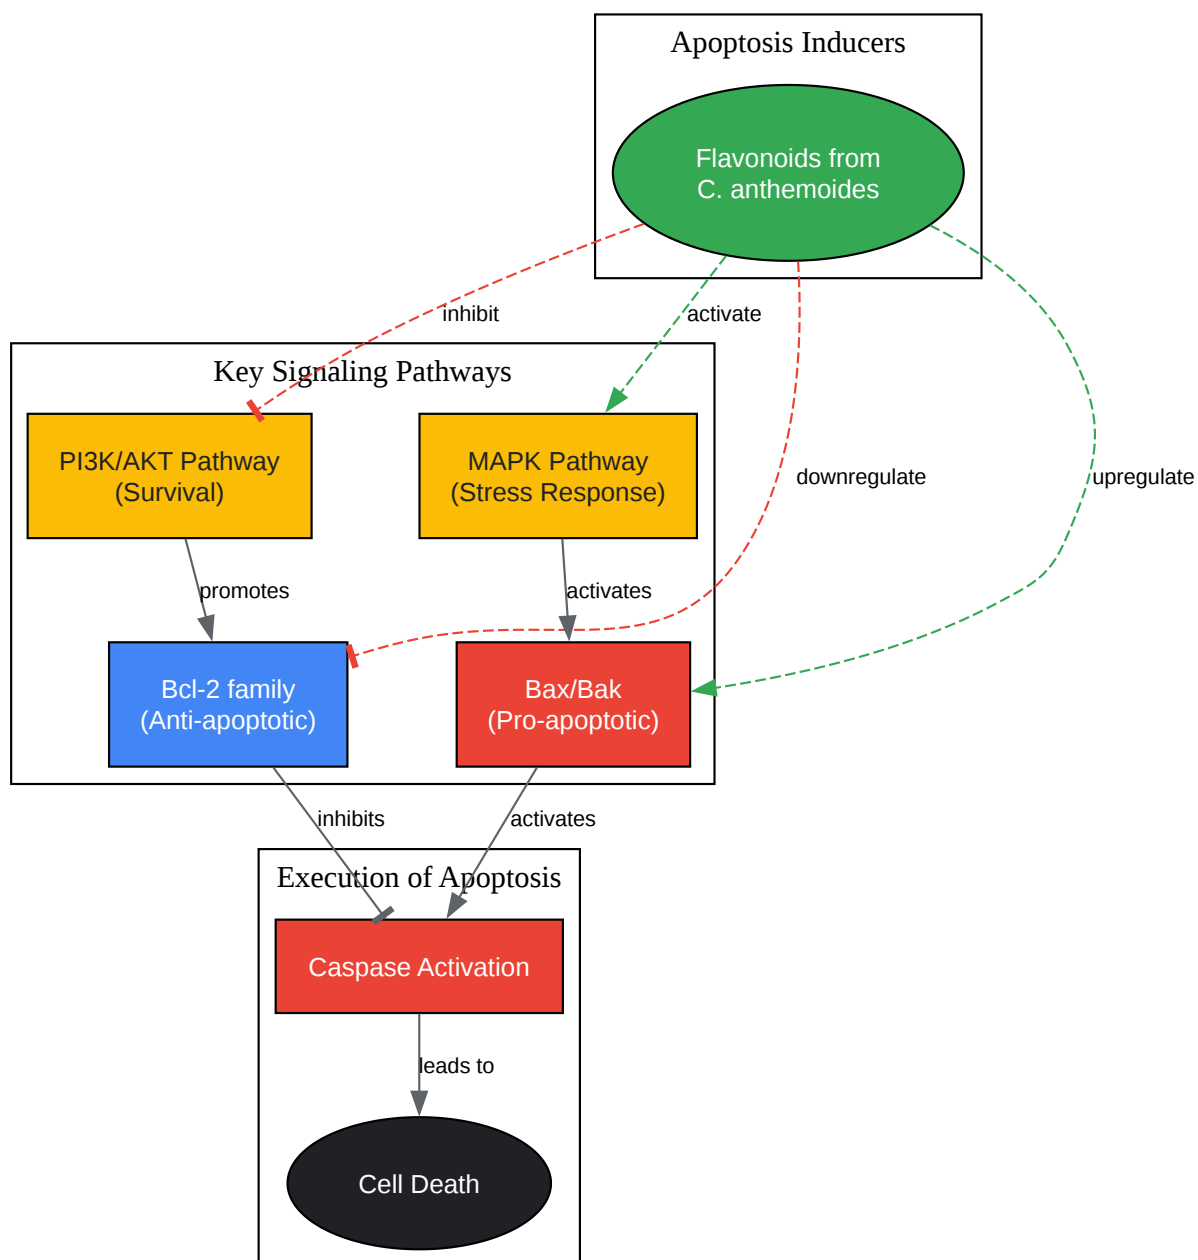 Apoptosis Inducers
Flavonoids from
C. anthemoides
inhibit
activate
Key Signaling Pathways
PI3K/AKT Pathway
(Survival)
MAPK Pathway
(Stress Response)
downregulate
upregulate
promotes
activates
Bcl-2 family
(Anti-apoptotic)
Bax/Bak
(Pro-apoptotic)
inhibits
activates
Execution of Apoptosis
Caspase Activation
leads to
Cell Death